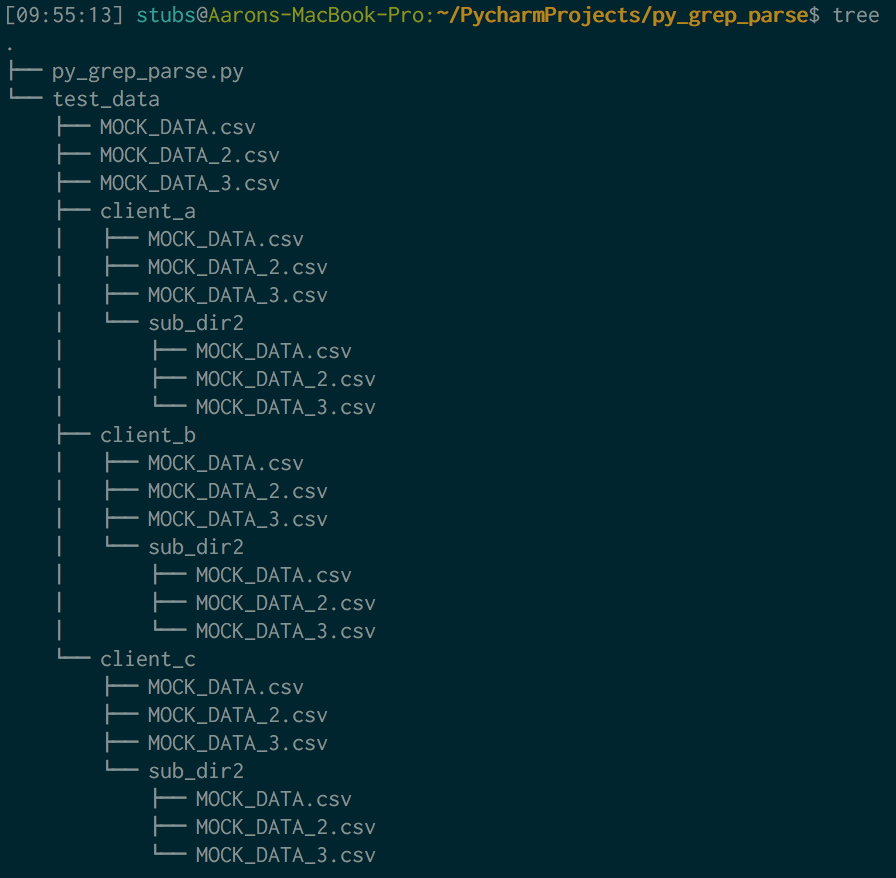 [09:55:13] stubs@Aarons-MacBook-Pro:~/PycharmProjects/py_grep_parse$ tree
.
├── py_grep_parse.py
└── test_data
    ├── MOCK_DATA.csv
    ├── MOCK_DATA_2.csv
    ├── MOCK_DATA_3.csv
    ├── client_a
    │   ├── MOCK_DATA.csv
    │   ├── MOCK_DATA_2.csv
    │   ├── MOCK_DATA_3.csv
    │   └── sub_dir2
    │       ├── MOCK_DATA.csv
    │       ├── MOCK_DATA_2.csv
    │       └── MOCK_DATA_3.csv
    ├── client_b
    │   ├── MOCK_DATA.csv
    │   ├── MOCK_DATA_2.csv
    │   ├── MOCK_DATA_3.csv
    │   └── sub_dir2
    │       ├── MOCK_DATA.csv
    │       ├── MOCK_DATA_2.csv
    │       └── MOCK_DATA_3.csv
    └── client_c
        ├── MOCK_DATA.csv
        ├── MOCK_DATA_2.csv
        ├── MOCK_DATA_3.csv
        └── sub_dir2
            ├── MOCK_DATA.csv
            ├── MOCK_DATA_2.csv
            └── MOCK_DATA_3.csv